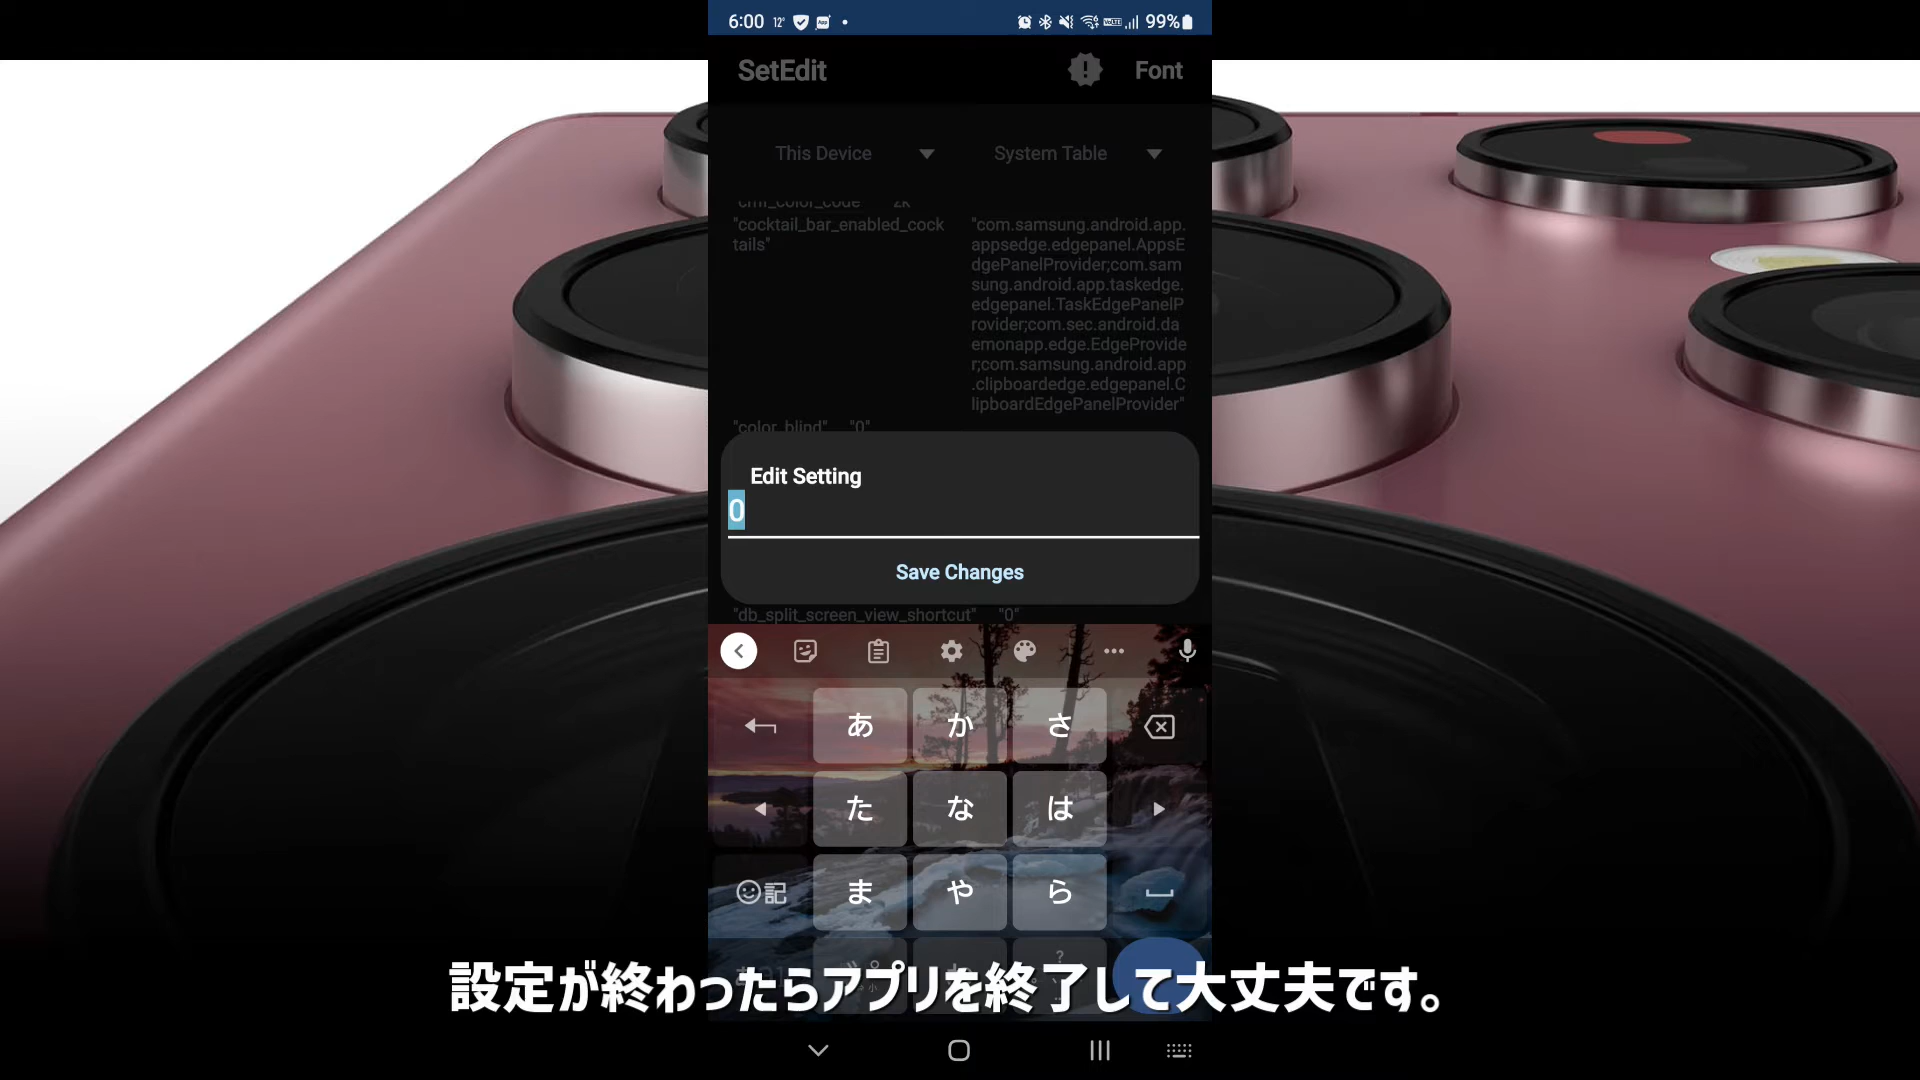 6:00 12° 99%
SetEdit Font
This Device System Table
"cmf_color_code" "2k
"cocktail_bar_enabled_cock
tails"
"com.samsung.android.app.
appsedge.edgepanel.AppsE
dgePanelProvider;com.sam
sung.android.app.taskedge.
edgepanel.TaskEdgePanelP
rovider;com.sec.android.da
emonapp.edge.EdgeProvide
r;com.samsung.android.app
.clipboardedge.edgepanel.C
lipboardEdgePanelProvider"
"color_blind" "0"
Edit Setting
0
Save Changes
"db_split_screen_view_shortcut" "0"
あ か さ
た な は
記 ま や ら
設定が終わったらアプリを終了して大丈夫です。